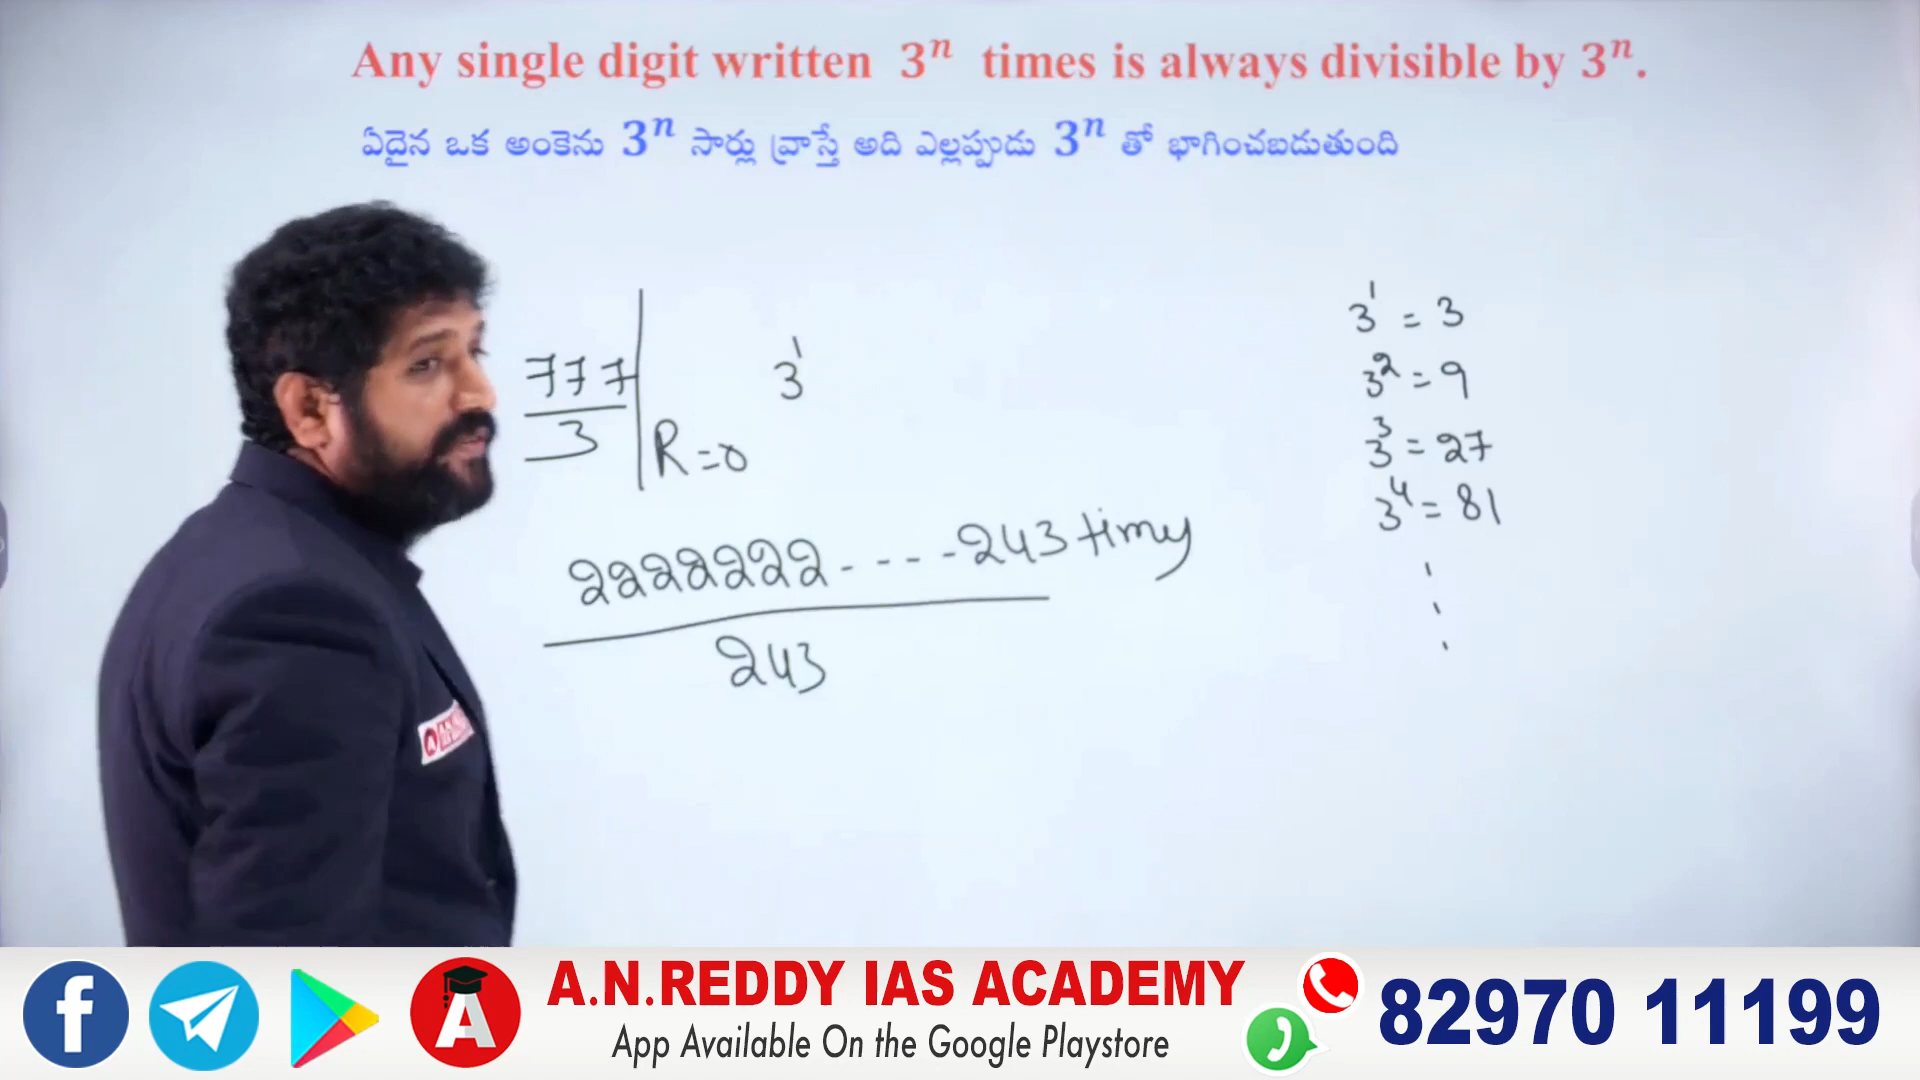 Any single digit written 3ⁿ times is always divisible by 3ⁿ.
ఏదైన ఒక అంకెను 3ⁿ సార్లు వ్రాస్తే అది ఎల్లప్పుడు 3ⁿ తో భాగించబడుతుంది
777
3
R=0
3¹
2222222 - - - - 243 times
243
3¹ = 3
3² = 9
3³ = 27
3⁴ = 81
A.N.REDDY IAS ACADEMY
App Available On the Google Playstore
82970 11199